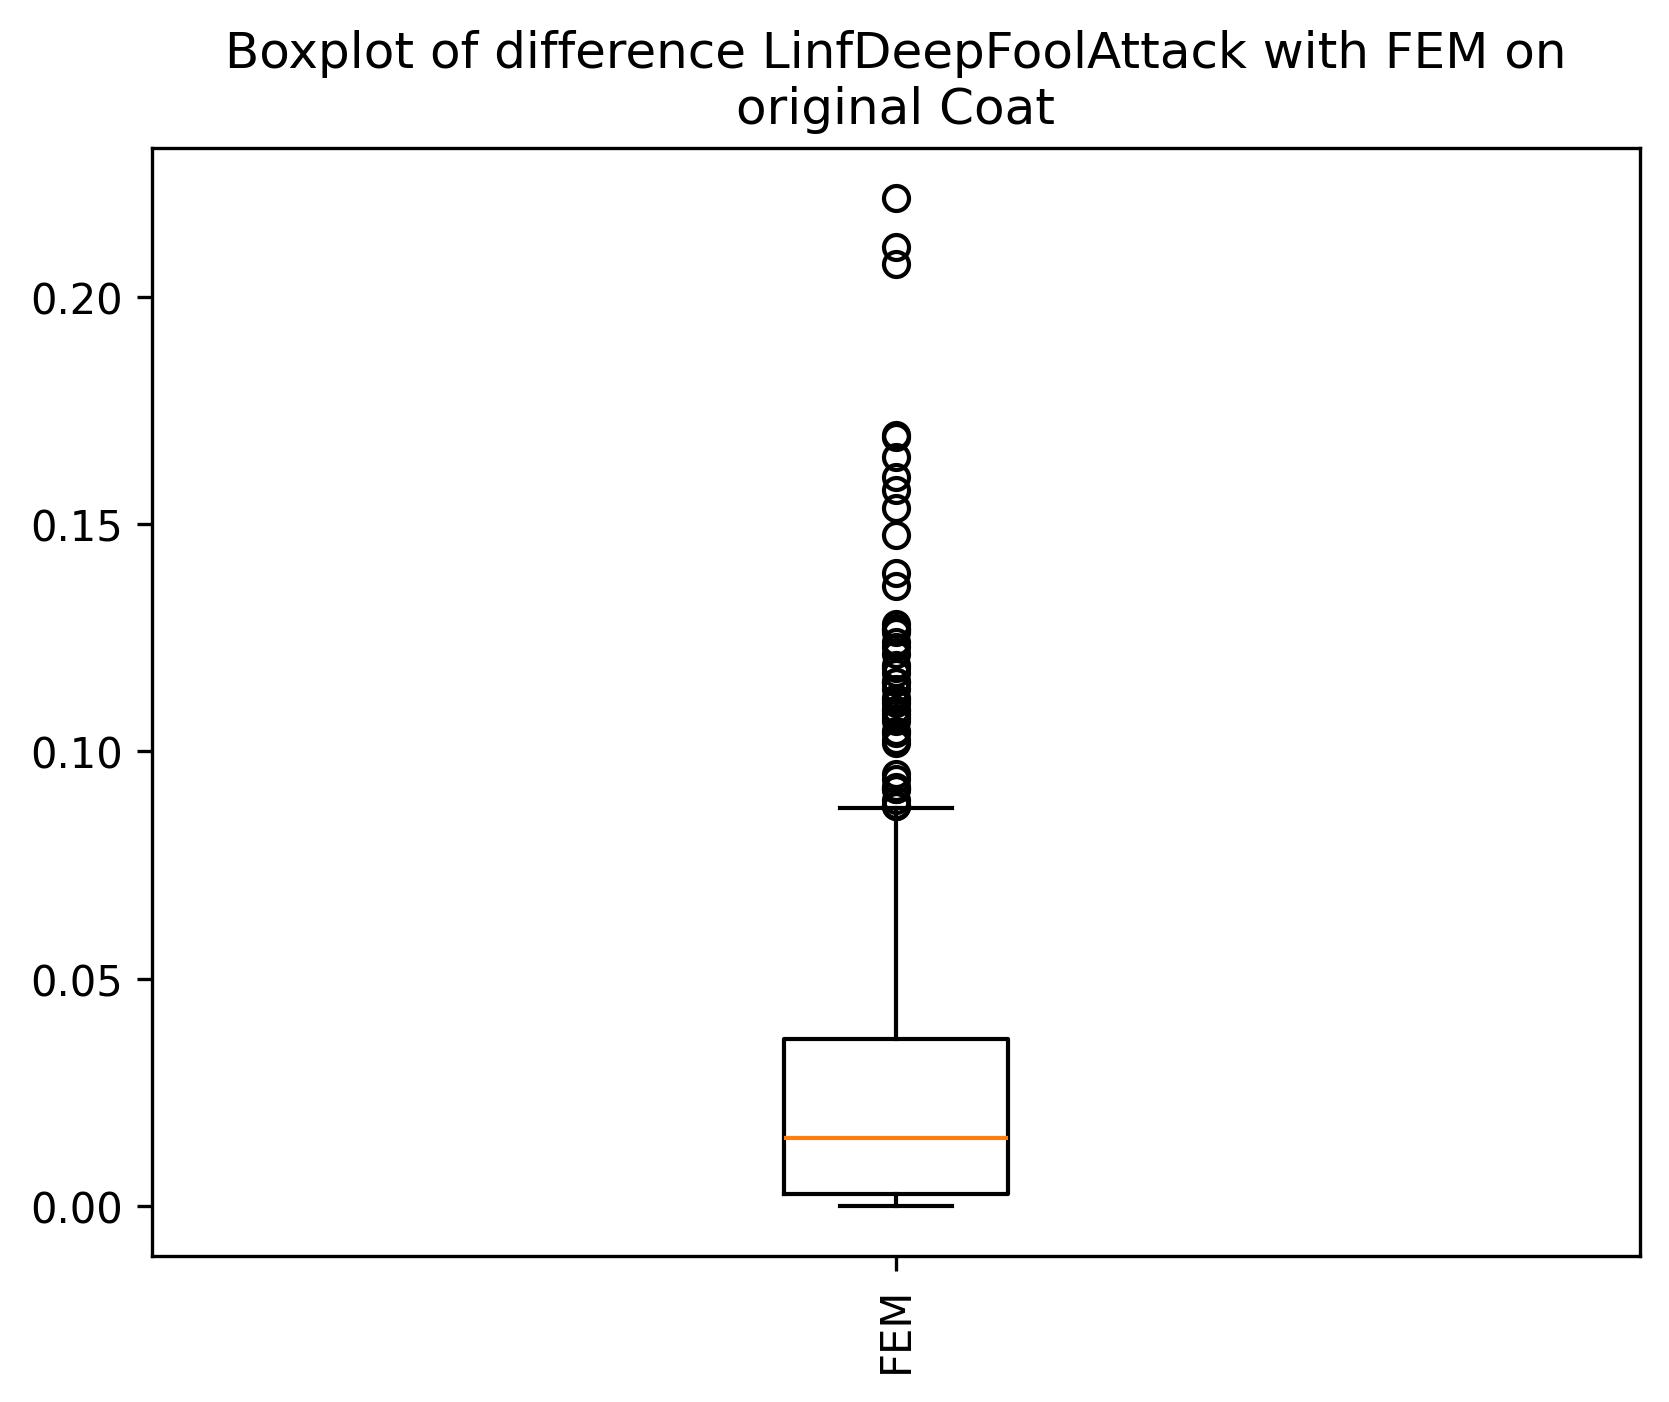 Boxplot of difference LinfDeepFoolAttack with FEM on
original Coat
0.20
0.15
0.10
0.05
0.00
FEM